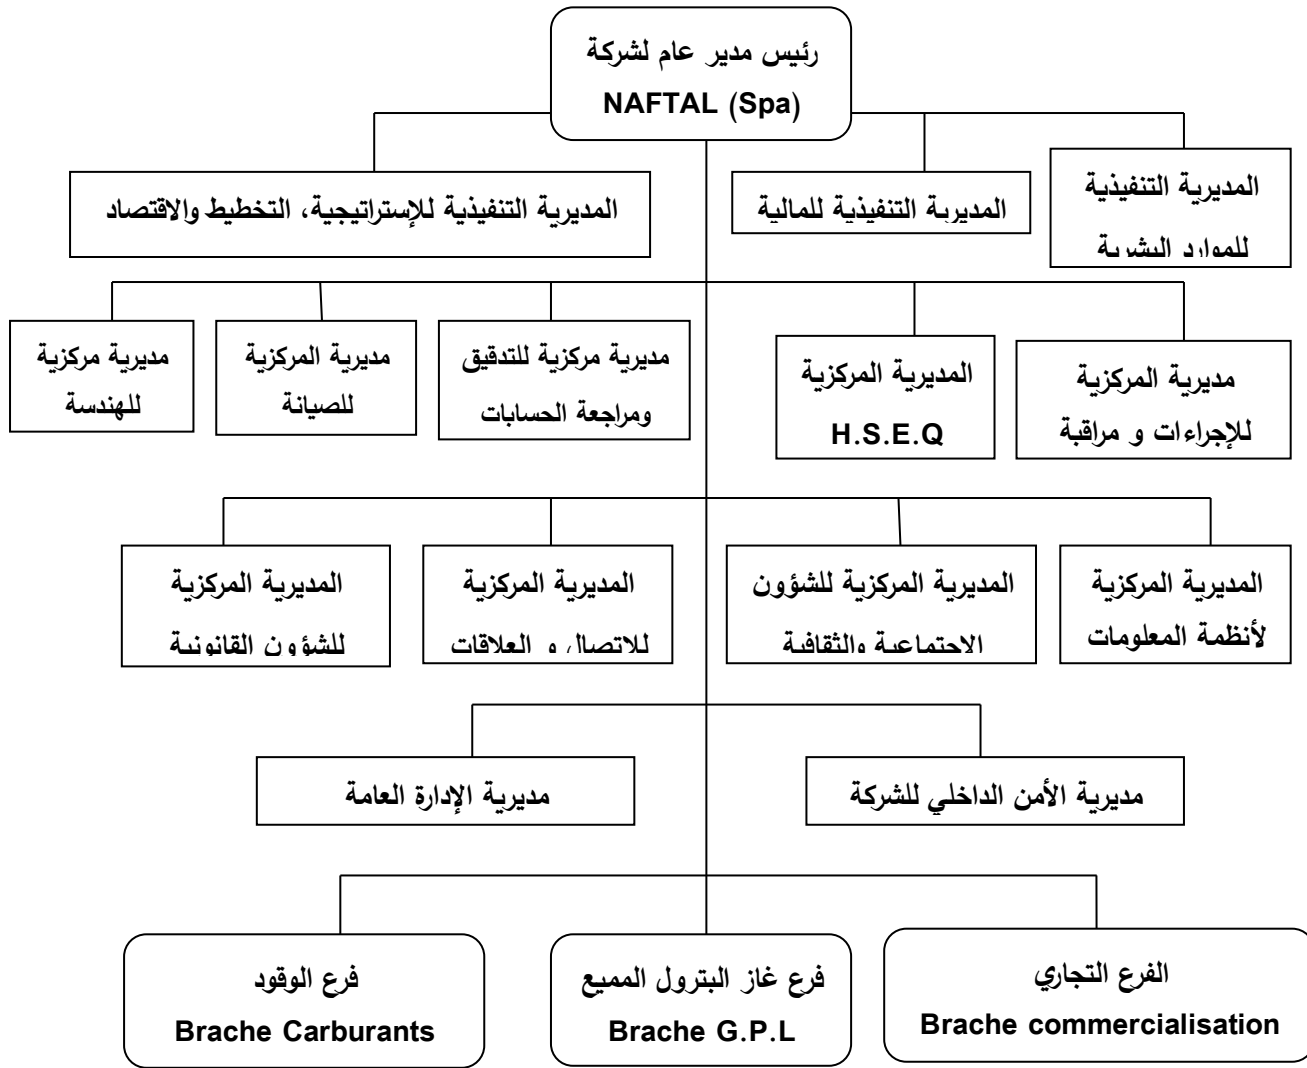 رئيس مدير عام لشركة
NAFTAL (Spa)
المديرية التنفيذية
للموارد البشرية
المديرية التنفيذية للمالية
المديرية التنفيذية للإستراتيجية، التخطيط والاقتصاد
مديرية المركزية
للإجراءات و مراقبة
المديرية المركزية
H.S.E.Q
مديرية مركزية للتدقيق
ومراجعة الحسابات
مديرية المركزية
للصيانة
مديرية مركزية
للهندسة
المديرية المركزية
لأنظمة المعلومات
المديرية المركزية للشؤون
الاجتماعية والثقافية
المديرية المركزية
للاتصال و العلاقات
المديرية المركزية
للشؤون القانونية
مديرية الأمن الداخلي للشركة
مديرية الإدارة العامة
الفرع التجاري
Brache commercialisation
فرع غاز البترول المميع
Brache G.P.L
فرع الوقود
Brache Carburants